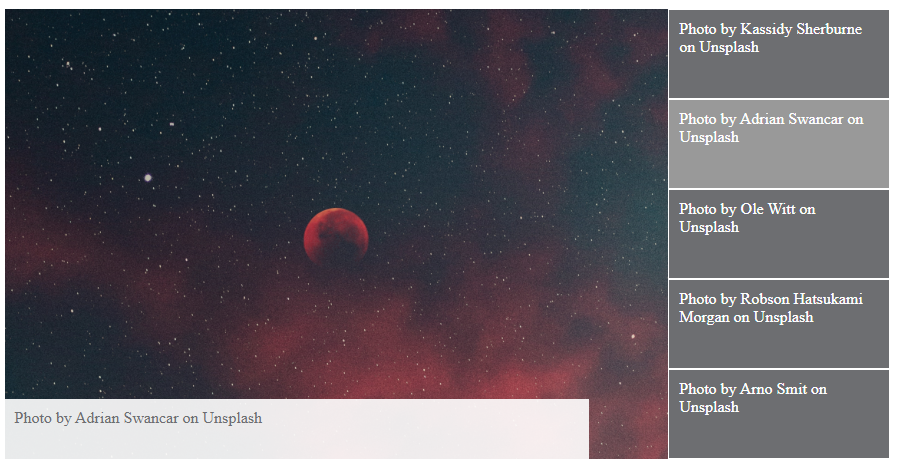 Photo by Kassidy Sherburne
on Unsplash
Photo by Adrian Swancar on
Unsplash
Photo by Ole Witt on
Unsplash
Photo by Robson Hatsukami
Morgan on Unsplash
Photo by Arno Smit on
Unsplash
Photo by Adrian Swancar on Unsplash